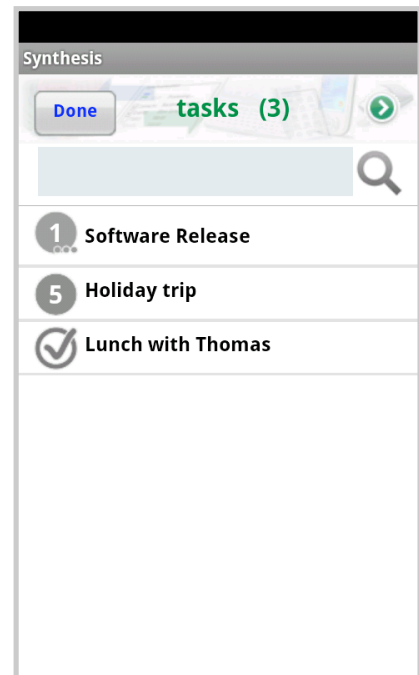 Synthesis
Done tasks (3)
1 Software Release
5 Holiday trip
Lunch with Thomas